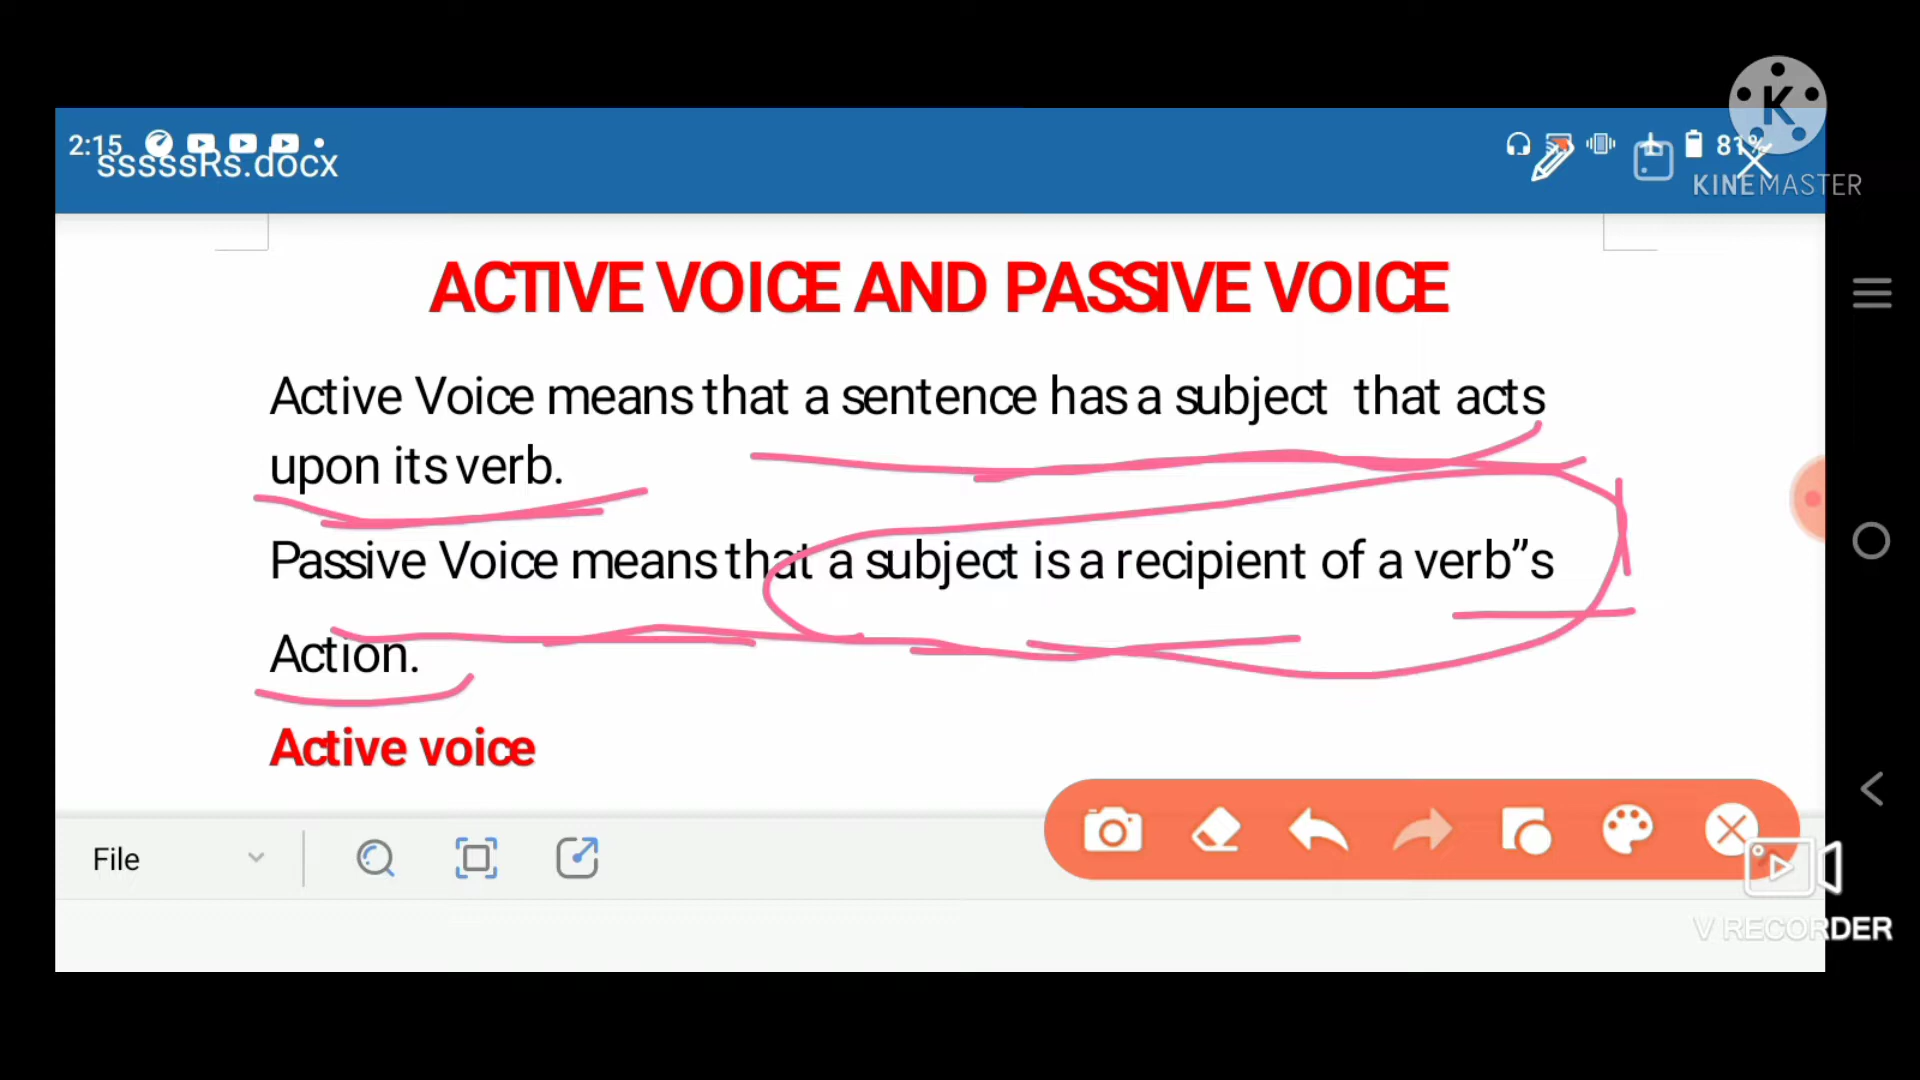 2:15
81%
sssssRs.docx
KINEMASTER
ACTIVE VOICE AND PASSIVE VOICE
Active Voice means that a sentence has a subject that acts
upon its verb.
Passive Voice means that a subject is a recipient of a verb”s
Action.
Active voice
File
V RECORDER